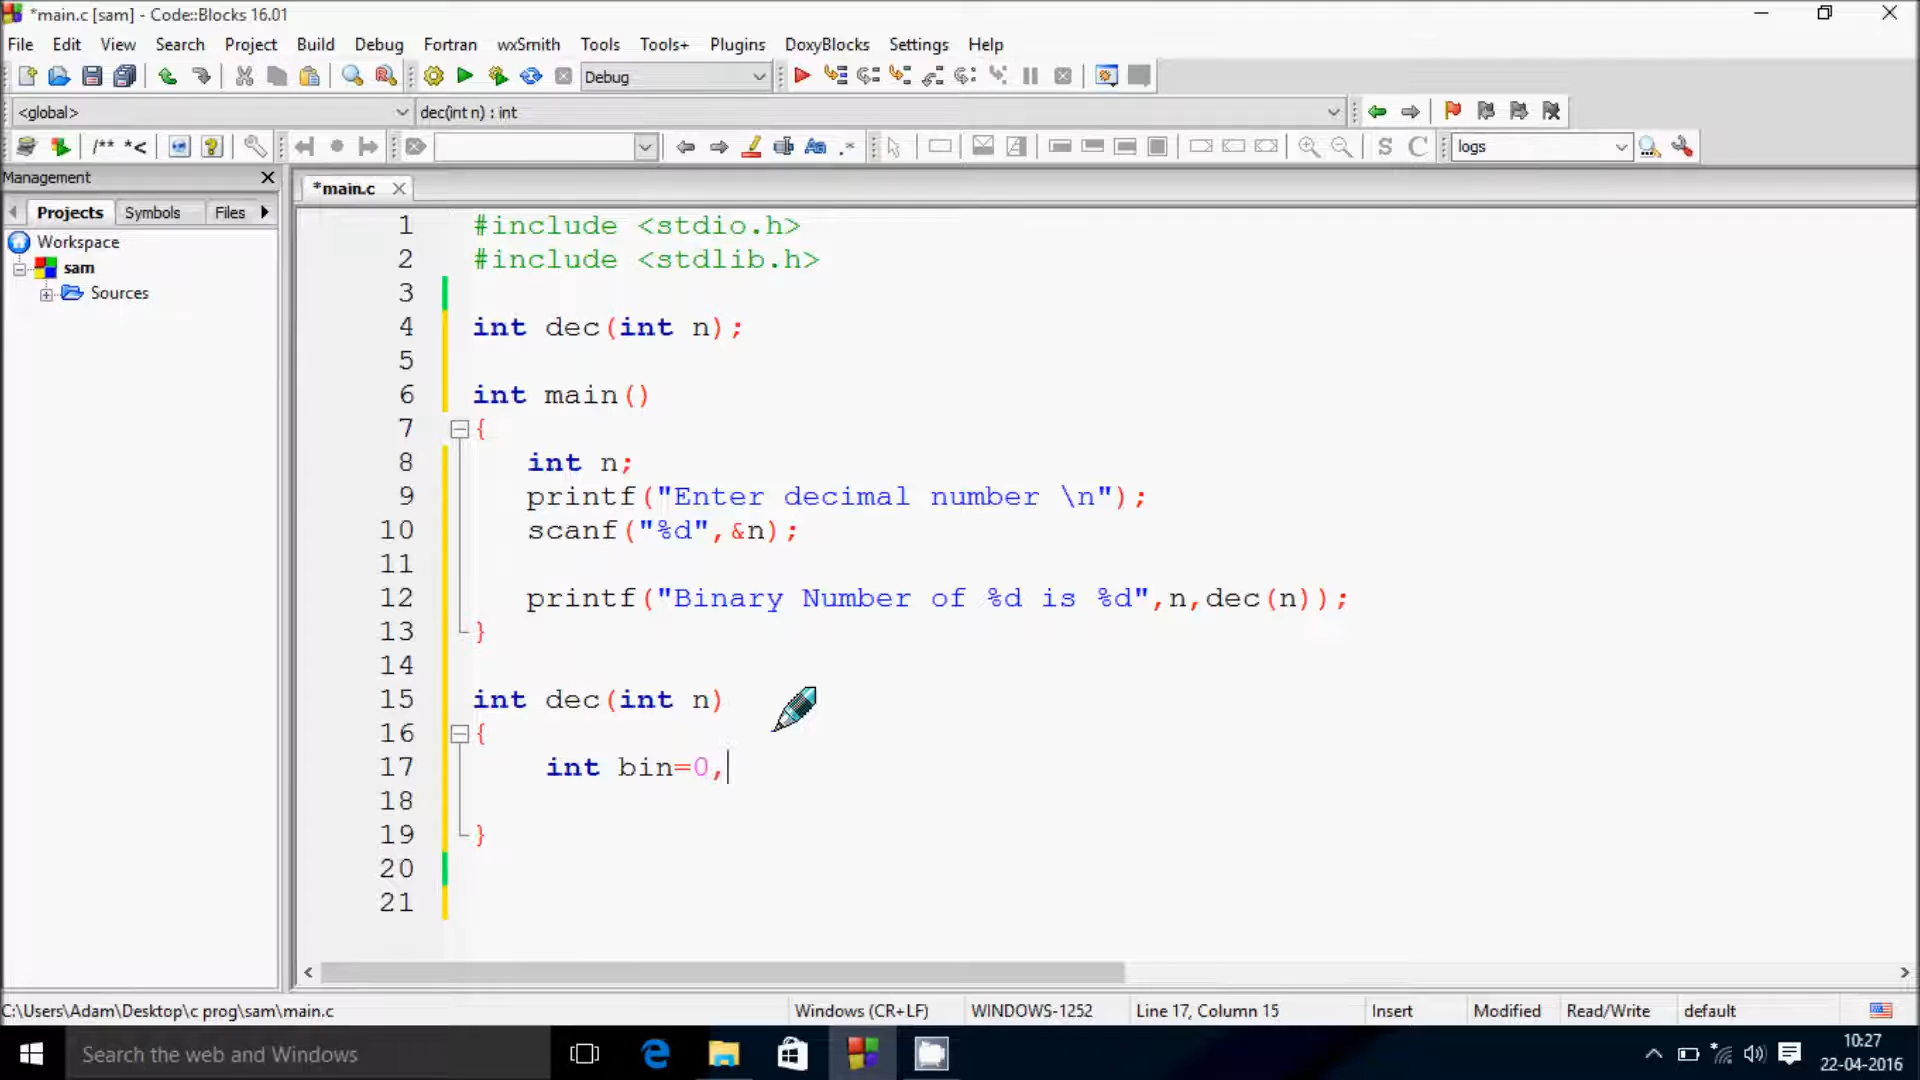 *main.c [sam] - Code::Blocks 16.01
File Edit View Search Project Build Debug Fortran wxSmith Tools Tools+ Plugins DoxyBlocks Settings Help
Debug
<global> dec(int n) : int
/** *< S C logs
Management
Projects Symbols Files
*main.c
Workspace
sam
Sources
1 #include <stdio.h>
2 #include <stdlib.h>
3
4 int dec(int n);
5
6 int main()
7 {
8 int n;
9 printf("Enter decimal number \n");
10 scanf("%d",&n);
11
12 printf("Binary Number of %d is %d",n,dec(n));
13 }
14
15 int dec(int n)
16 {
17 int bin=0,
18
19 }
20
21
C:\Users\Adam\Desktop\c prog\sam\main.c Windows (CR+LF) WINDOWS-1252 Line 17, Column 15 Insert Modified Read/Write default
Search the web and Windows
10:27
22-04-2016